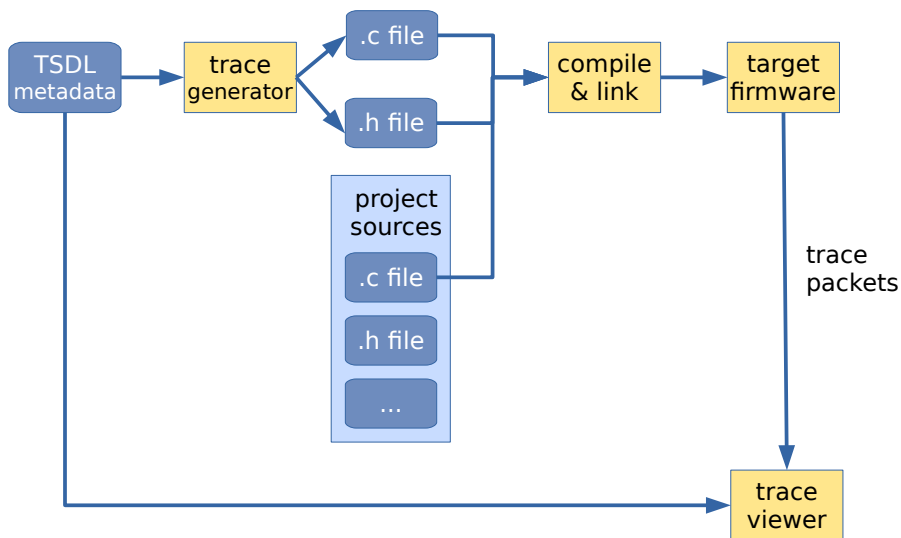 TSDL
metadata
trace
generator
.c file
.h file
compile
& link
target
firmware
project
sources
.c file
.h file
...
trace
packets
trace
viewer